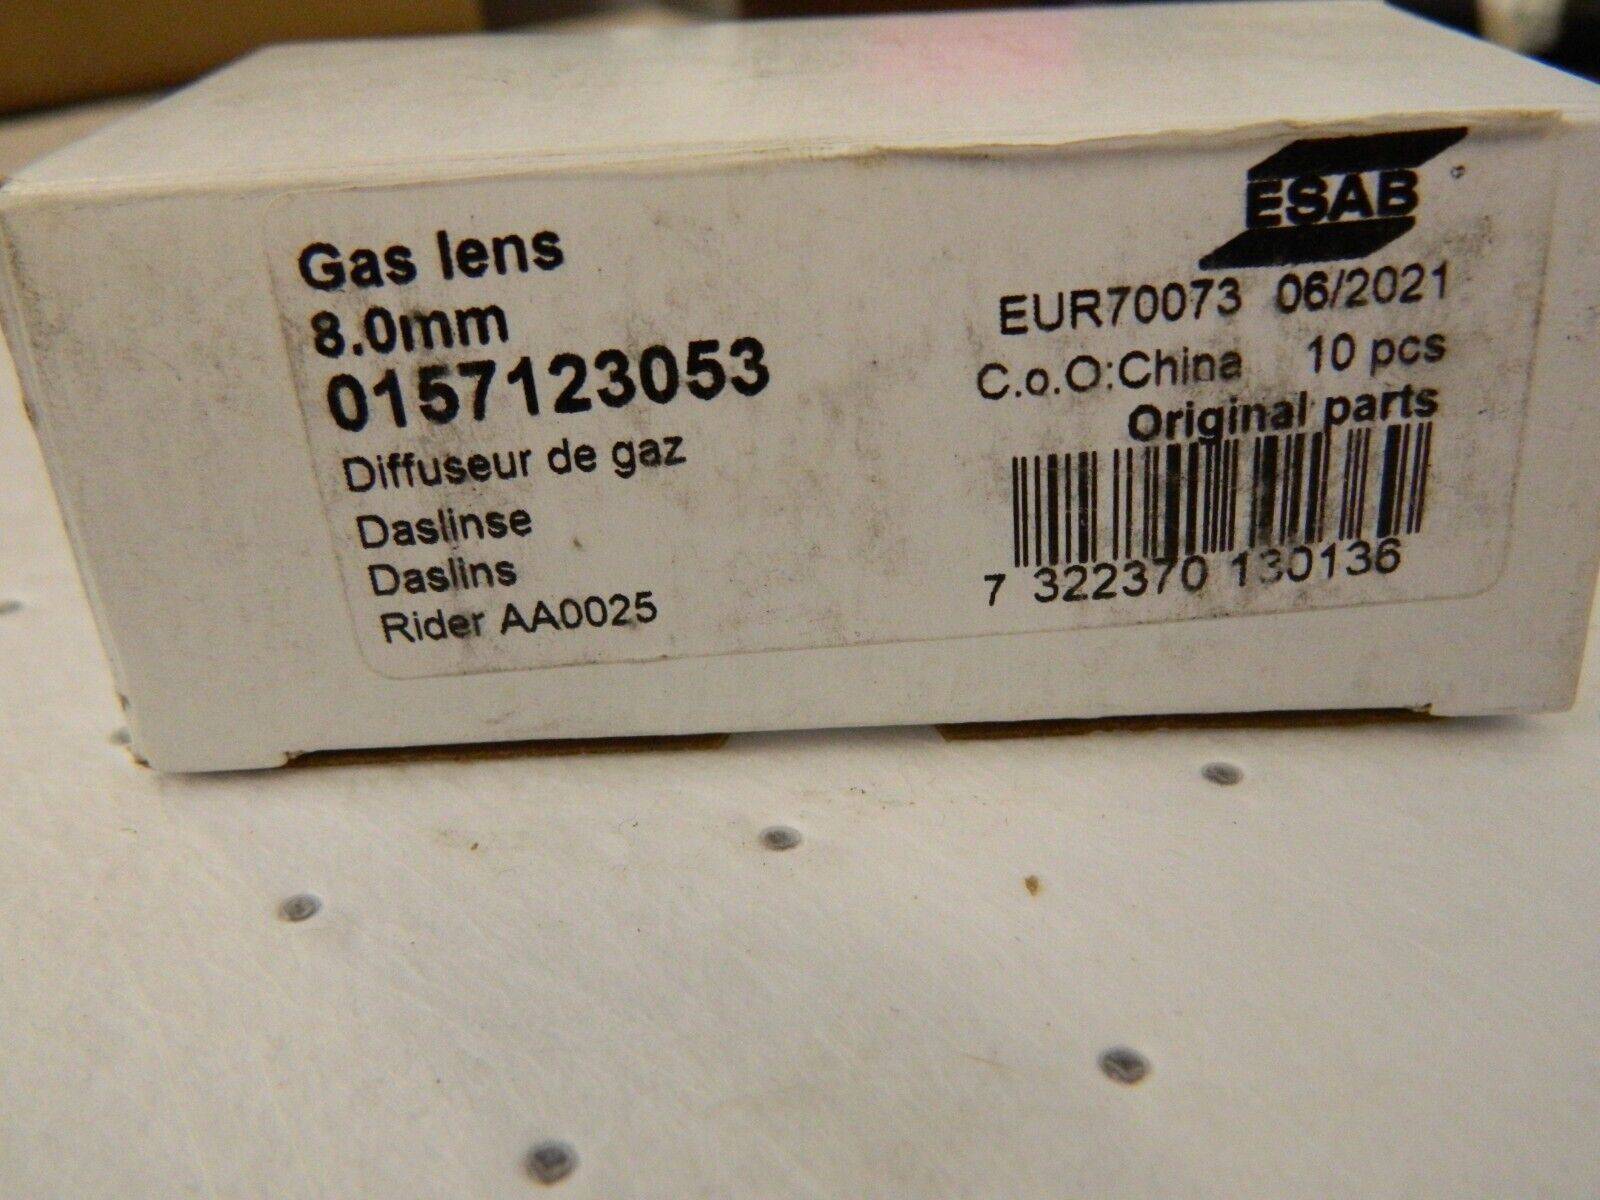 Gas lens
8.0mm
0157123053
Diffuseur de gaz
Daslinse
Daslins
Rider AA0025
ESAB®
EUR70073 06/2021
C.o.O:China 10 pcs
Original parts
7 322370 130136